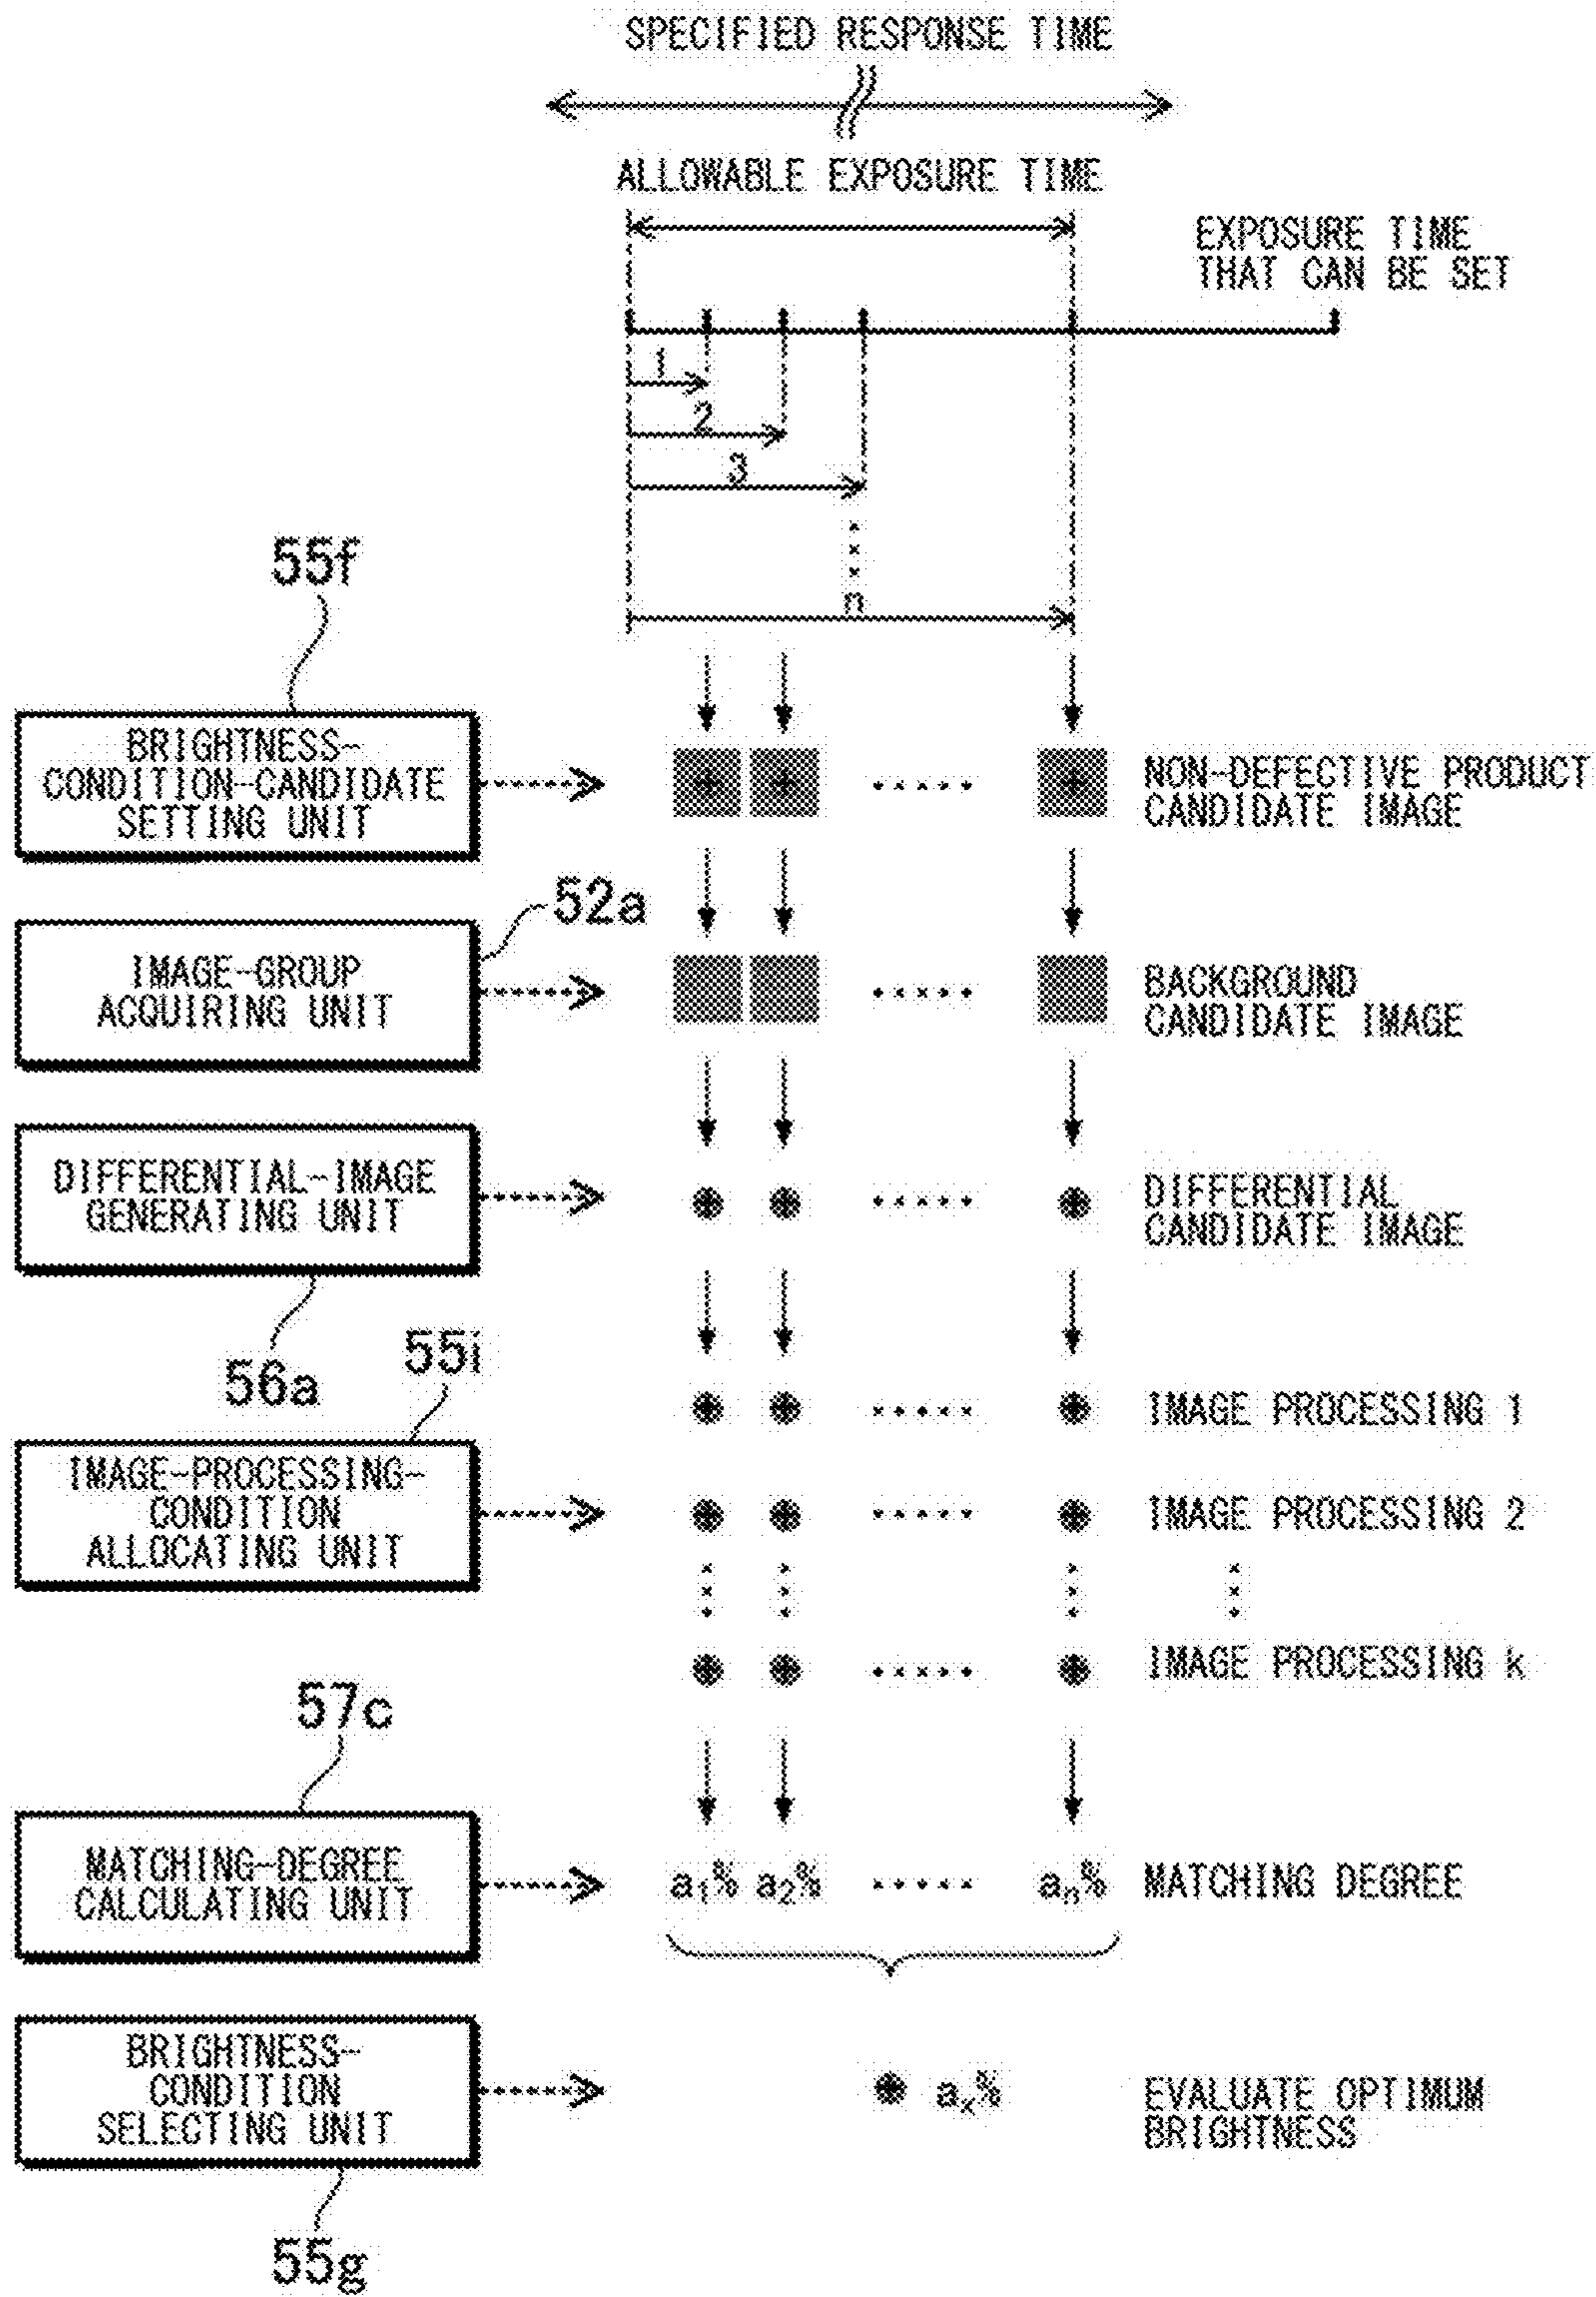 SPECIFIED RESPONSE TIME
ALLOWABLE EXPOSURE TIME
EXPOSURE TIME
THAT CAN BE SET
1
2
3
n
55f
BRIGHTNESS-
CONDITION-CANDIDATE
SETTING UNIT
NON-DEFECTIVE PRODUCT
CANDIDATE IMAGE
52a
IMAGE-GROUP
ACQUIRING UNIT
BACKGROUND
CANDIDATE IMAGE
DIFFERENTIAL-IMAGE
GENERATING UNIT
DIFFERENTIAL
CANDIDATE IMAGE
56a
55i
IMAGE PROCESSING 1
IMAGE-PROCESSING-
CONDITION
ALLOCATING UNIT
IMAGE PROCESSING 2
IMAGE PROCESSING k
57c
MATCHING-DEGREE
CALCULATING UNIT
a1% a2% ..... an%
MATCHING DEGREE
BRIGHTNESS-
CONDITION
SELECTING UNIT
ax%
EVALUATE OPTIMUM
BRIGHTNESS
55g